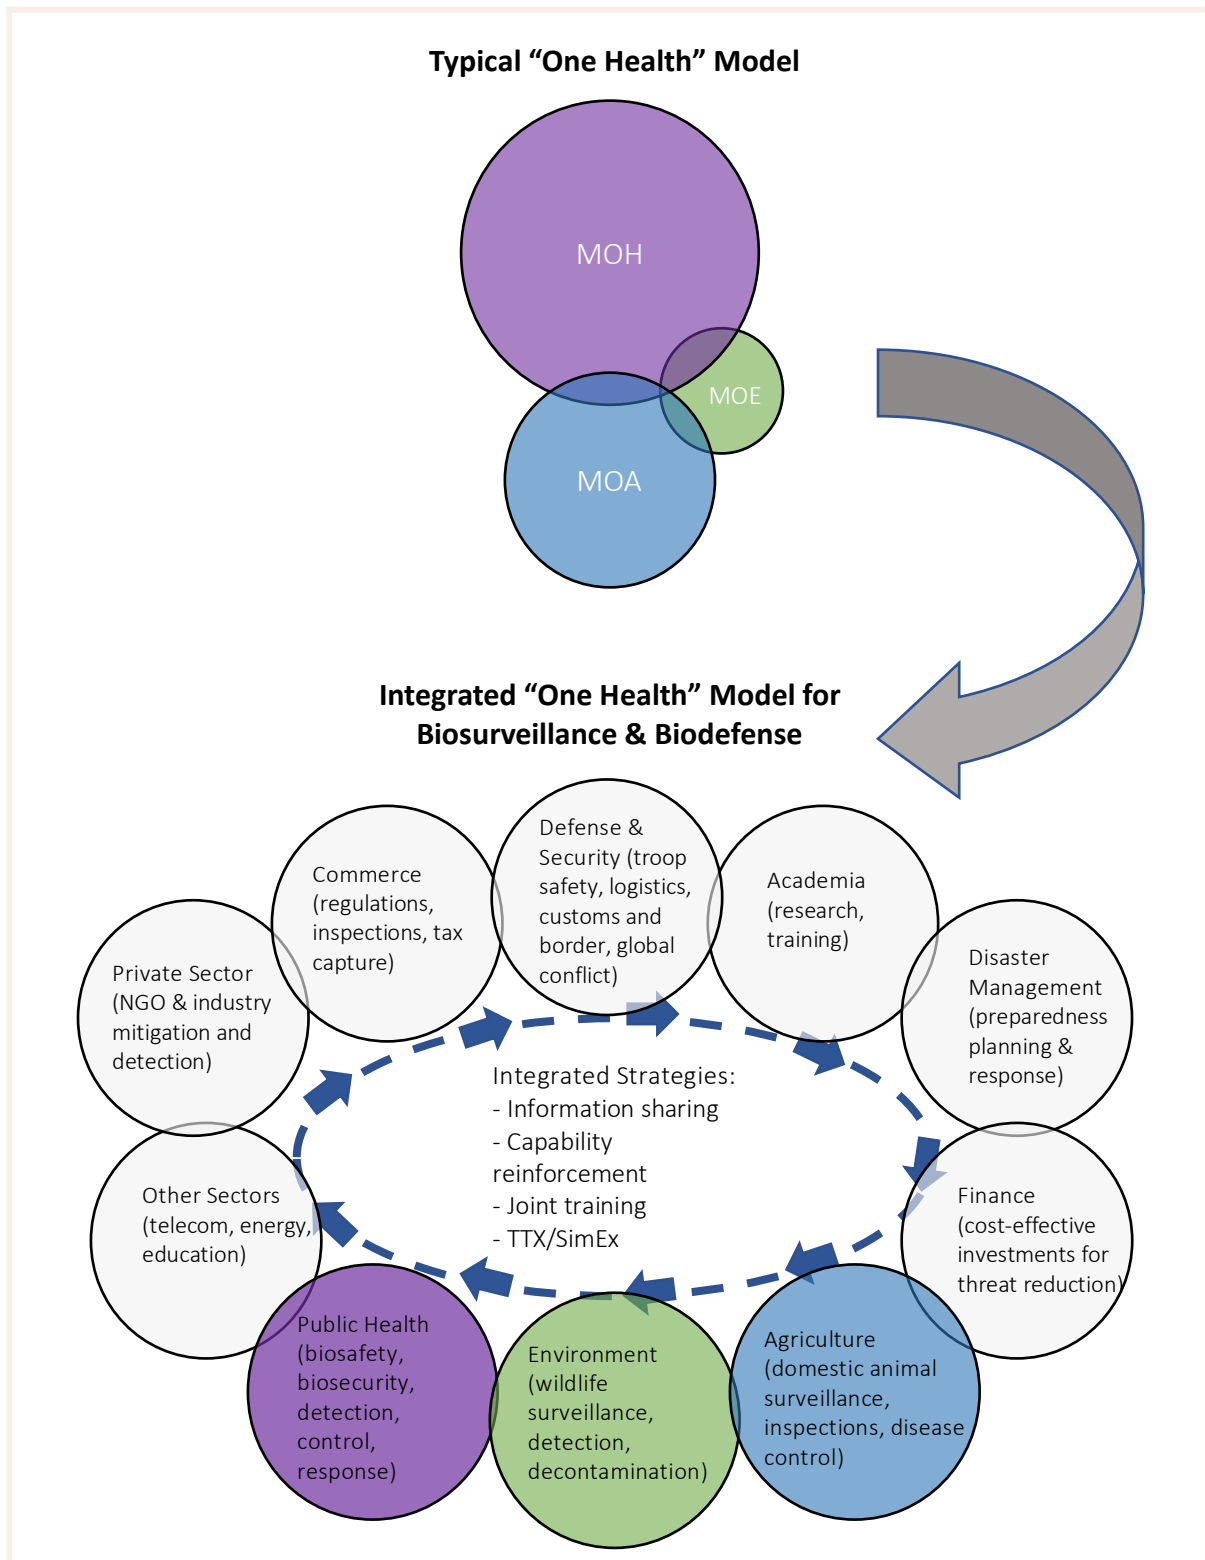 Typical “One Health” Model
MOH
MOE
MOA
Integrated “One Health” Model for
Biosurveillance & Biodefense
Defense &
Security (troop
safety, logistics,
customs and
border, global
conflict)
Commerce
(regulations,
inspections, tax
capture)
Academia
(research,
training)
Private Sector
(NGO & industry
mitigation and
detection)
Disaster
Management
(preparedness
planning &
response)
Integrated Strategies:
- Information sharing
- Capability
reinforcement
- Joint training
- TTX/SimEx
Other Sectors
(telecom, energy,
education)
Finance
(cost-effective
investments for
threat reduction)
Public Health
(biosafety,
biosecurity,
detection,
control,
response)
Environment
(wildlife
surveillance,
detection,
decontamination)
Agriculture
(domestic animal
surveillance,
inspections, disease
control)